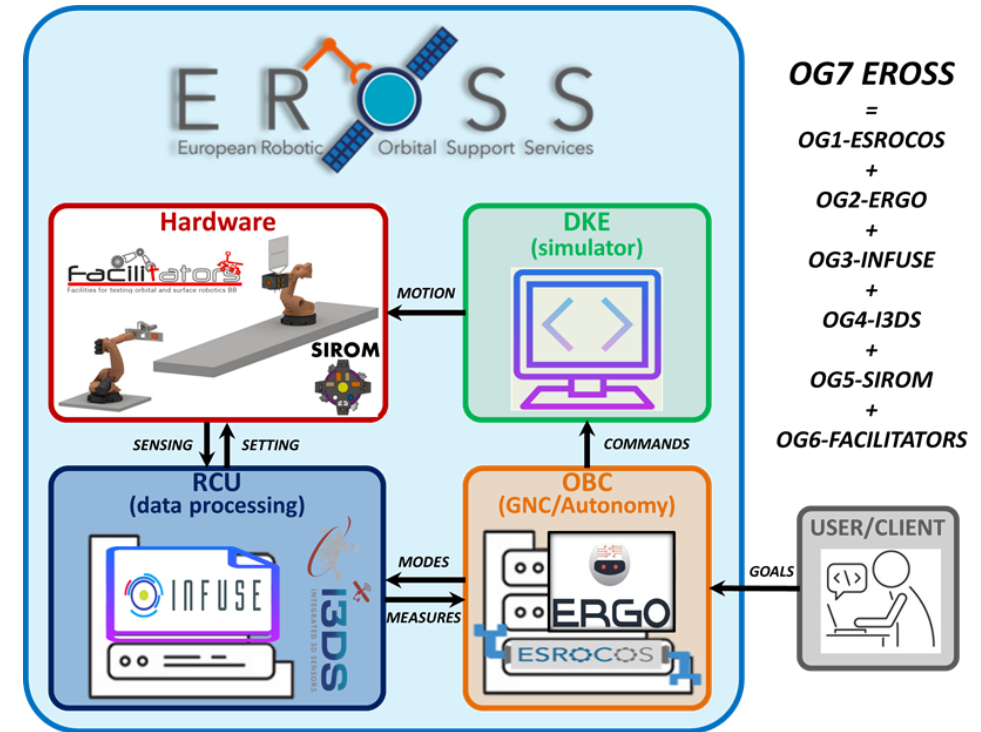 EROSS
European Robotic Orbital Support Services
OG7 EROSS
=
OG1-ESROCOS
+
OG2-ERGO
+
OG3-INFUSE
+
OG4-I3DS
+
OG5-SIROM
+
OG6-FACILITATORS
Hardware
Facilitators
Facilities for testing orbital and surface robotics BB
SIROM
MOTION
DKE
(simulator)
SENSING
SETTING
COMMANDS
RCU
(data processing)
INFUSE
I3DS
INTEGRATED 3D SENSORS
MODES
MEASURES
OBC
(GNC/Autonomy)
ERGO
ESROCOS
GOALS
USER/CLIENT